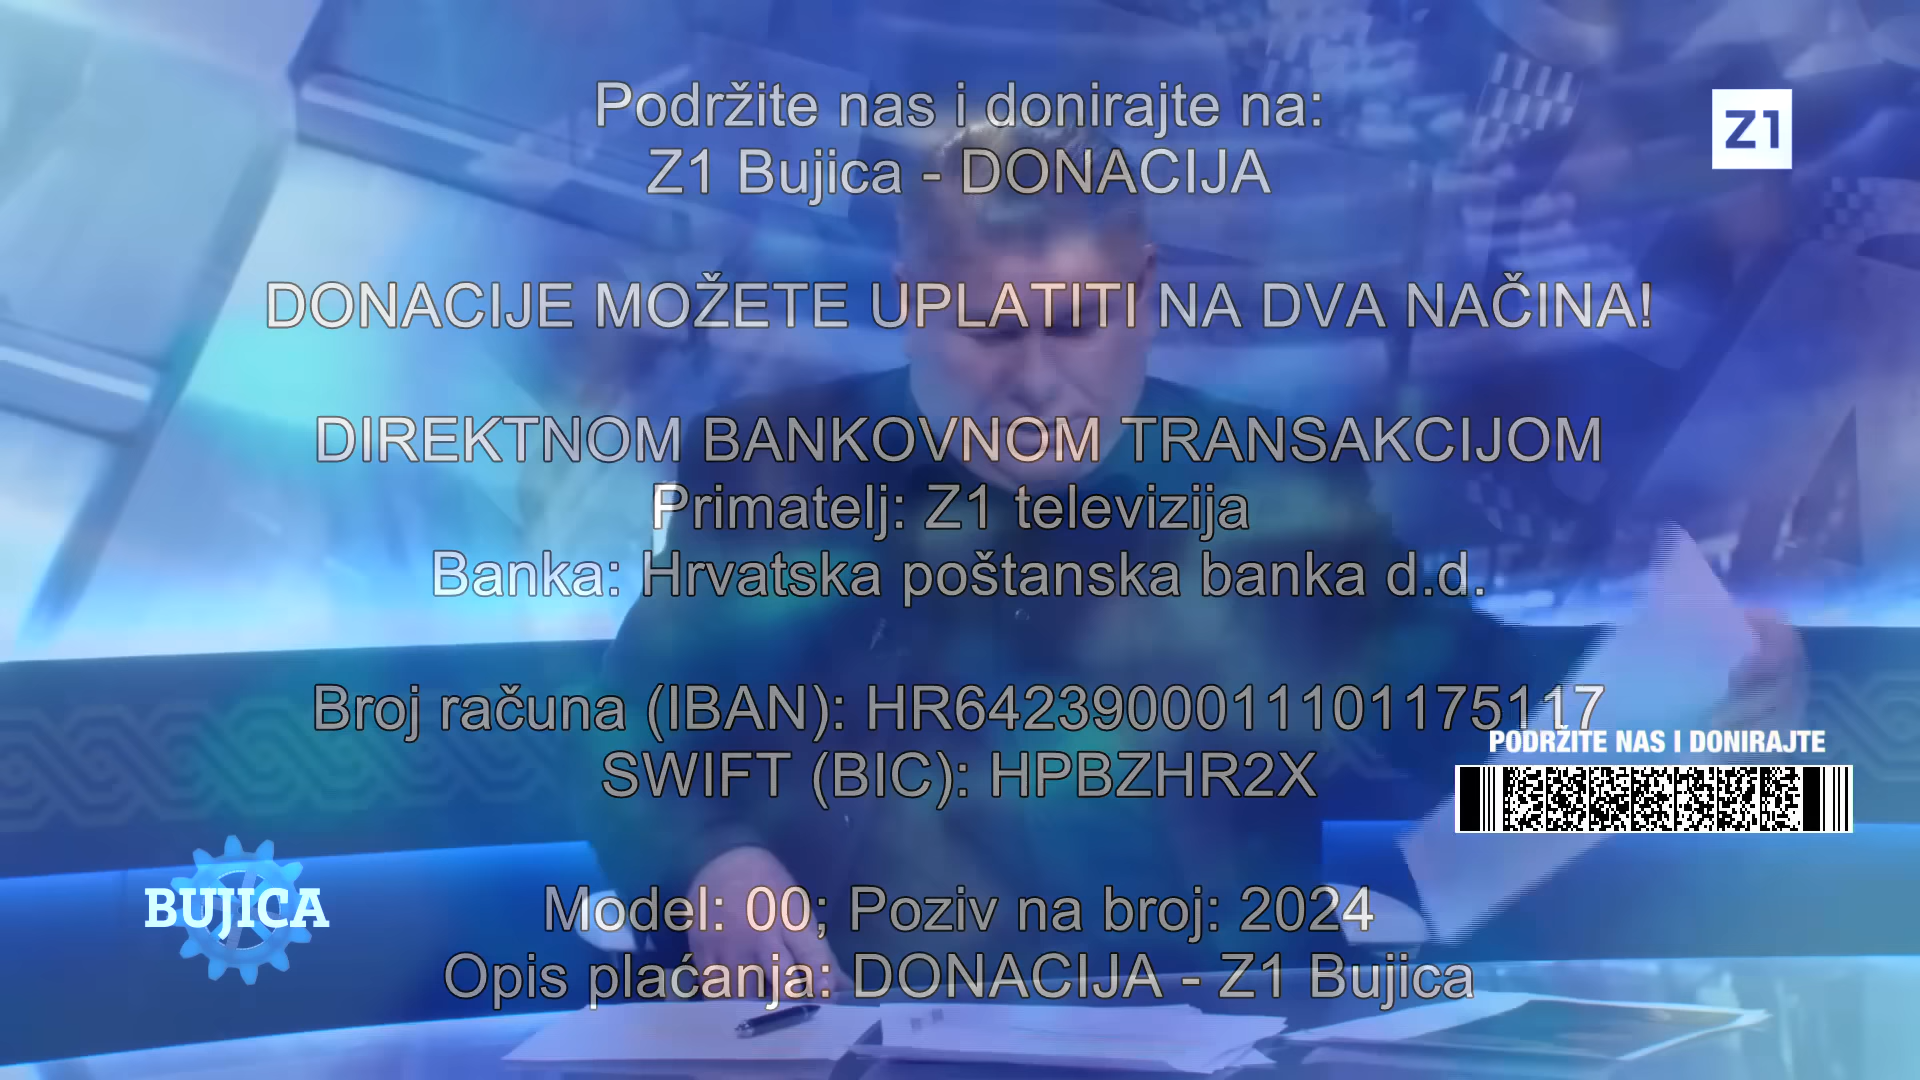 Podržite nas i donirajte na:
Z1 Bujica - DONACIJA
Z1
DONACIJE MOŽETE UPLATITI NA DVA NAČINA!
DIREKTNOM BANKOVNOM TRANSAKCIJOM
Primatelj: Z1 televizija
Banka: Hrvatska poštanska banka d.d.
Broj računa (IBAN): HR6423900011101175117
SWIFT (BIC): HPBZHR2X
PODRŽITE NAS I DONIRAJTE
BUJICA
Model: 00; Poziv na broj: 2024
Opis plaćanja: DONACIJA - Z1 Bujica